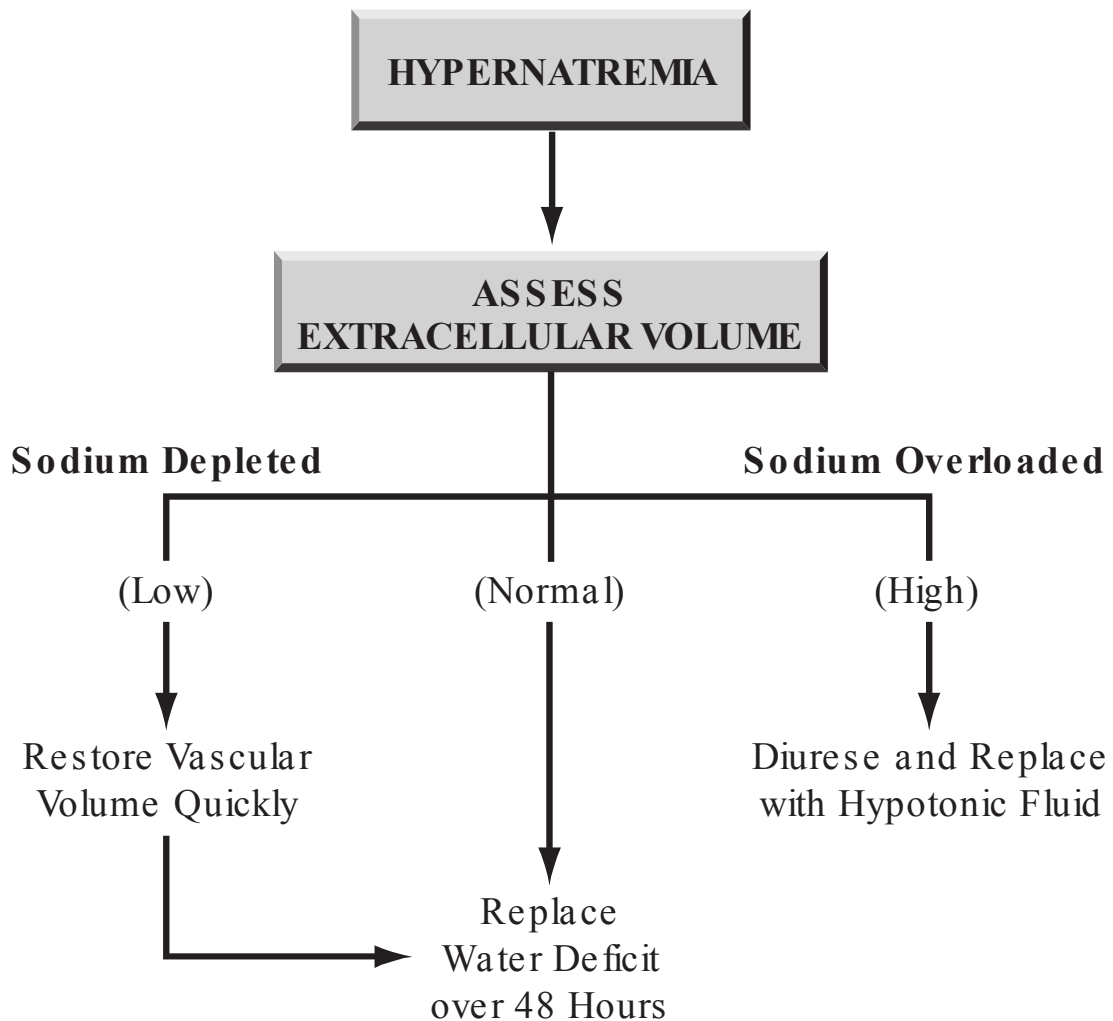 HYPERNATREMIA
ASSESS
EXTRACELLULAR VOLUME
Sodium Depleted
Sodium Overloaded
(Low)
(Normal)
(High)
Restore Vascular
Volume Quickly
Diurese and Replace
with Hypotonic Fluid
Replace
Water Deficit
over 48 Hours